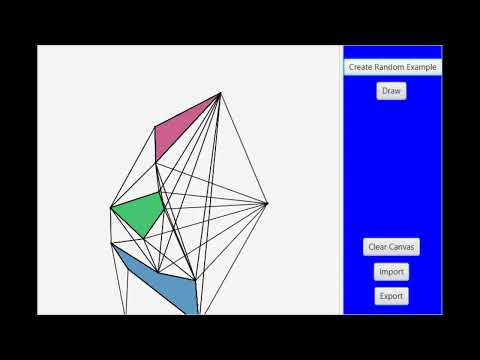 Create Random Example
Draw
Clear Canvas
Import
Export